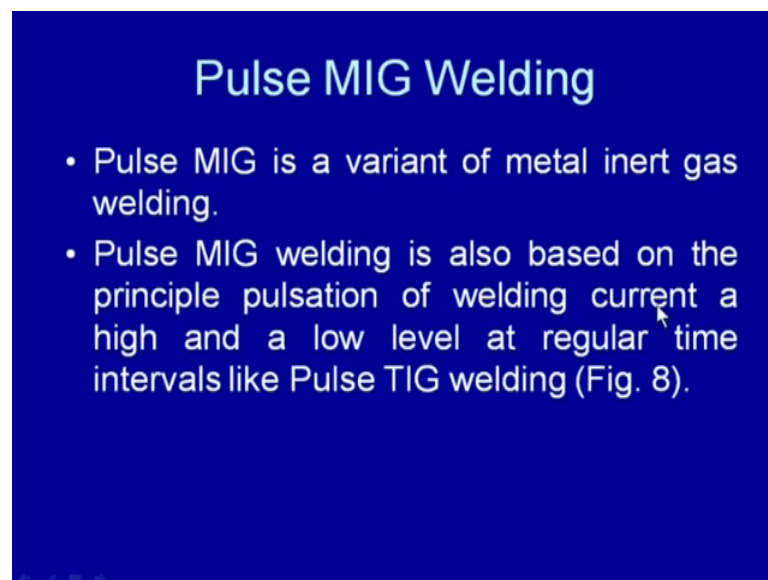 Pulse MIG Welding
• Pulse MIG is a variant of metal inert gas
welding.
• Pulse MIG welding is also based on the
principle pulsation of welding current a
high and a low level at regular time
intervals like Pulse TIG welding (Fig. 8).